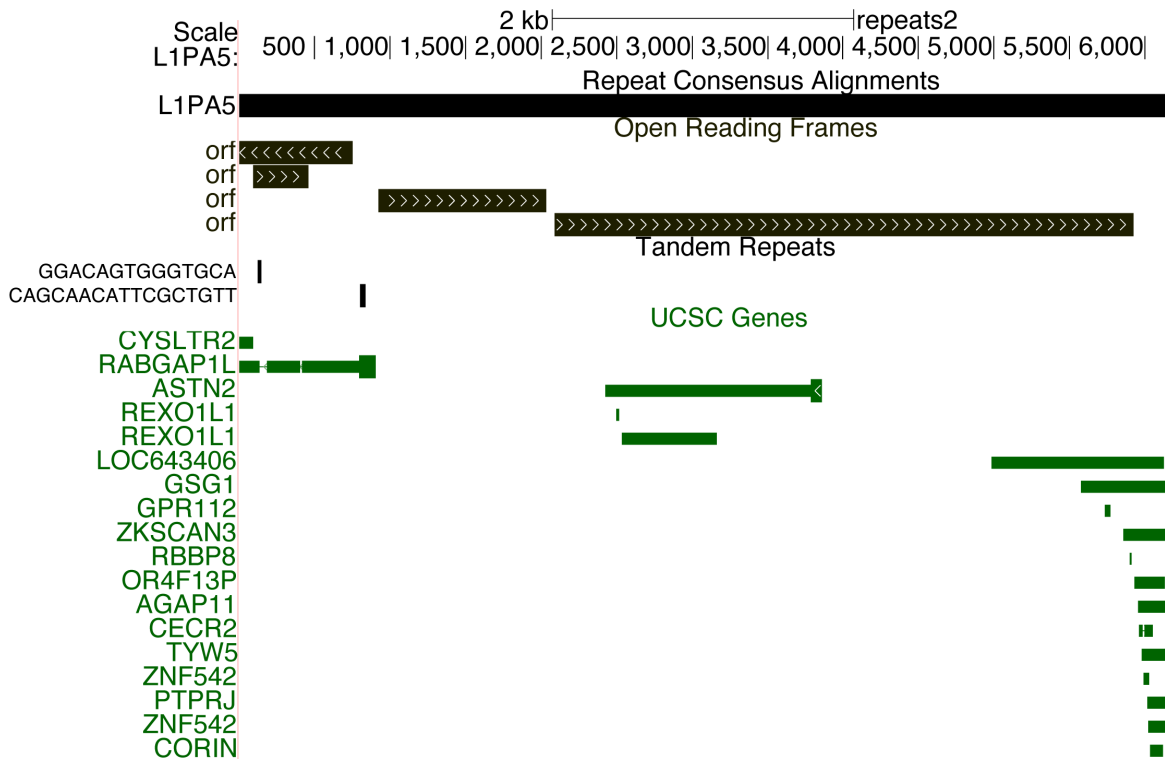 Scale 2 kb repeats2
L1PA5: 500 1,000 1,500 2,000 2,500 3,000 3,500 4,000 4,500 5,000 5,500 6,000
Repeat Consensus Alignments
L1PA5
Open Reading Frames
orf
orf
orf
orf
Tandem Repeats
GGACAGTGGGTGCA
CAGCAACATTCGCTGTT
UCSC Genes
CYSLTR2
RABGAP1L
ASTN2
REXO1L1
REXO1L1
LOC643406
GSG1
GPR112
ZKSCAN3
RBBP8
OR4F13P
AGAP11
CECR2
TYW5
ZNF542
PTPRJ
ZNF542
CORIN